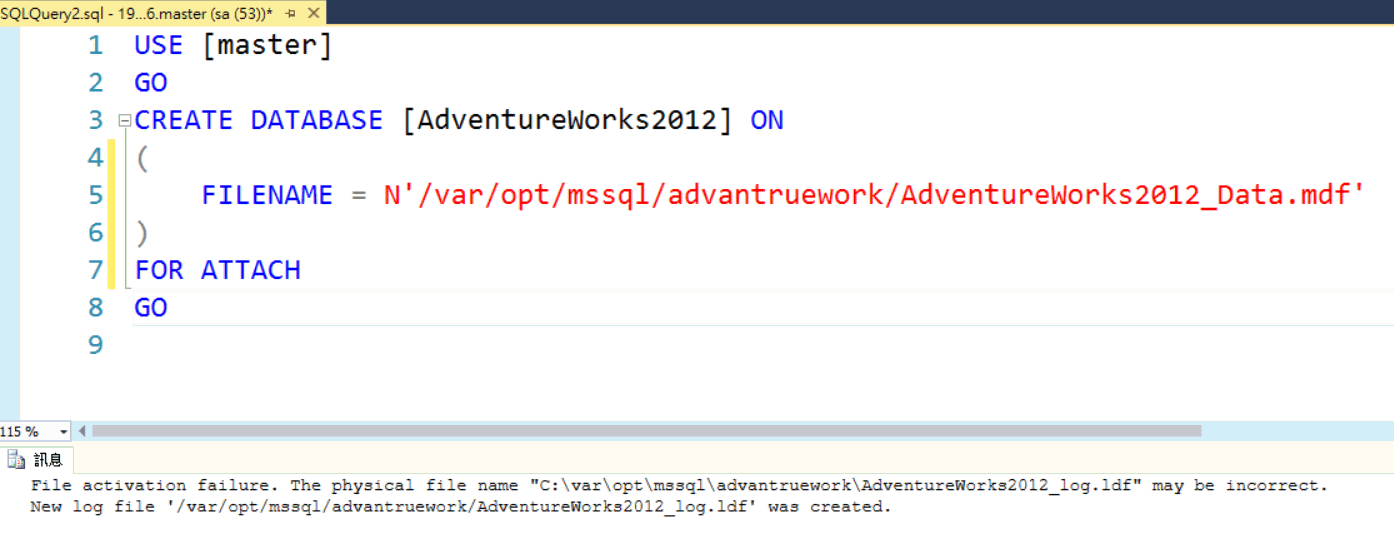 SQLQuery2.sql - 19...6.master (sa (53))*
1 USE [master]
2 GO
3 CREATE DATABASE [AdventureWorks2012] ON
4 (
5 FILENAME = N'/var/opt/mssql/advantruework/AdventureWorks2012_Data.mdf'
6 )
7 FOR ATTACH
8 GO
9
115 %
訊息
File activation failure. The physical file name "C:\var\opt\mssql\advantruework\AdventureWorks2012_log.ldf" may be incorrect.
New log file '/var/opt/mssql/advantruework/AdventureWorks2012_log.ldf' was created.